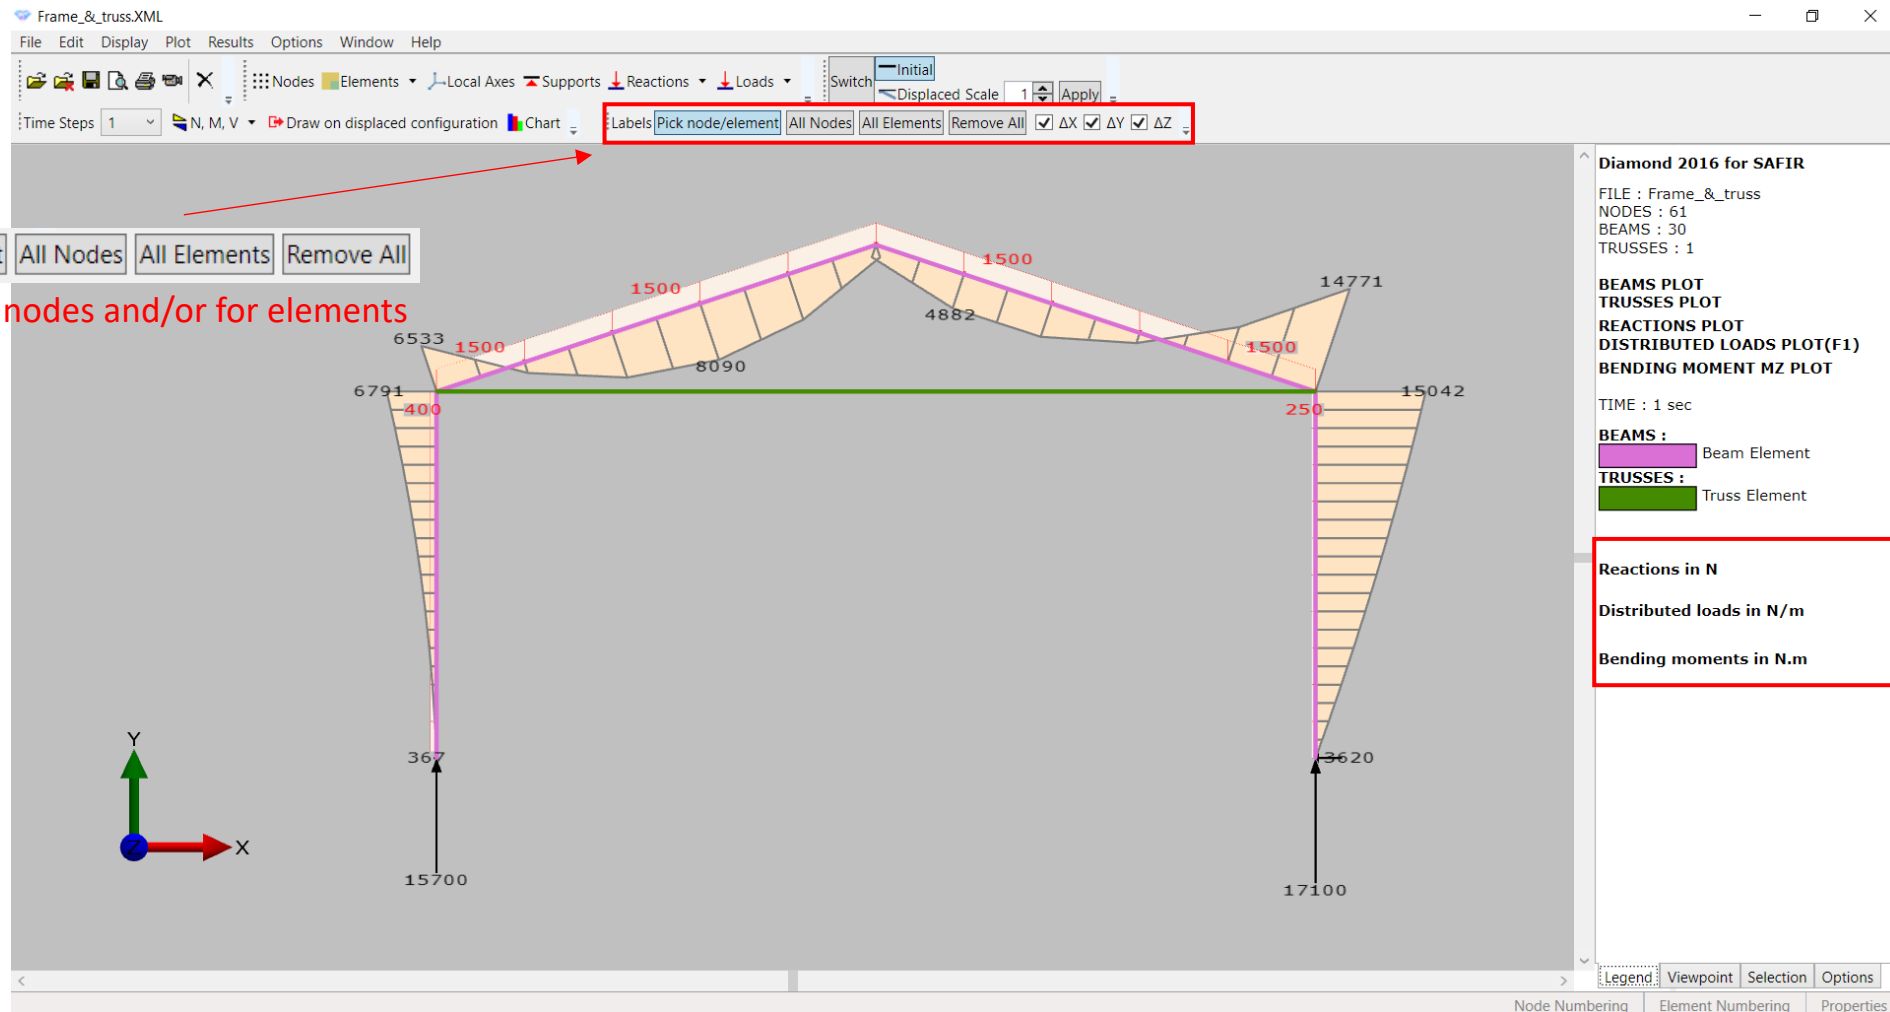 Frame_&_truss.XML
File Edit Display Plot Results Options Window Help
Nodes Elements Local Axes Supports Reactions Loads Switch Initial
Displaced Scale 1 Apply
Time Steps 1 N, M, V Draw on displaced configuration Chart Labels Pick node/element All Nodes All Elements Remove All ΔX ΔY ΔZ
All Nodes All Elements Remove All
nodes and/or for elements
1500
1500
14771
4882
6533
1500
1500
8090
6791
15042
400
250
367
3620
15700
17100
Y
Z
X
Diamond 2016 for SAFIR
FILE : Frame_&_truss
NODES : 61
BEAMS : 30
TRUSSES : 1
BEAMS PLOT
TRUSSES PLOT
REACTIONS PLOT
DISTRIBUTED LOADS PLOT(F1)
BENDING MOMENT MZ PLOT
TIME : 1 sec
BEAMS :
Beam Element
TRUSSES :
Truss Element
Reactions in N
Distributed loads in N/m
Bending moments in N.m
Legend Viewpoint Selection Options
Node Numbering Element Numbering Properties